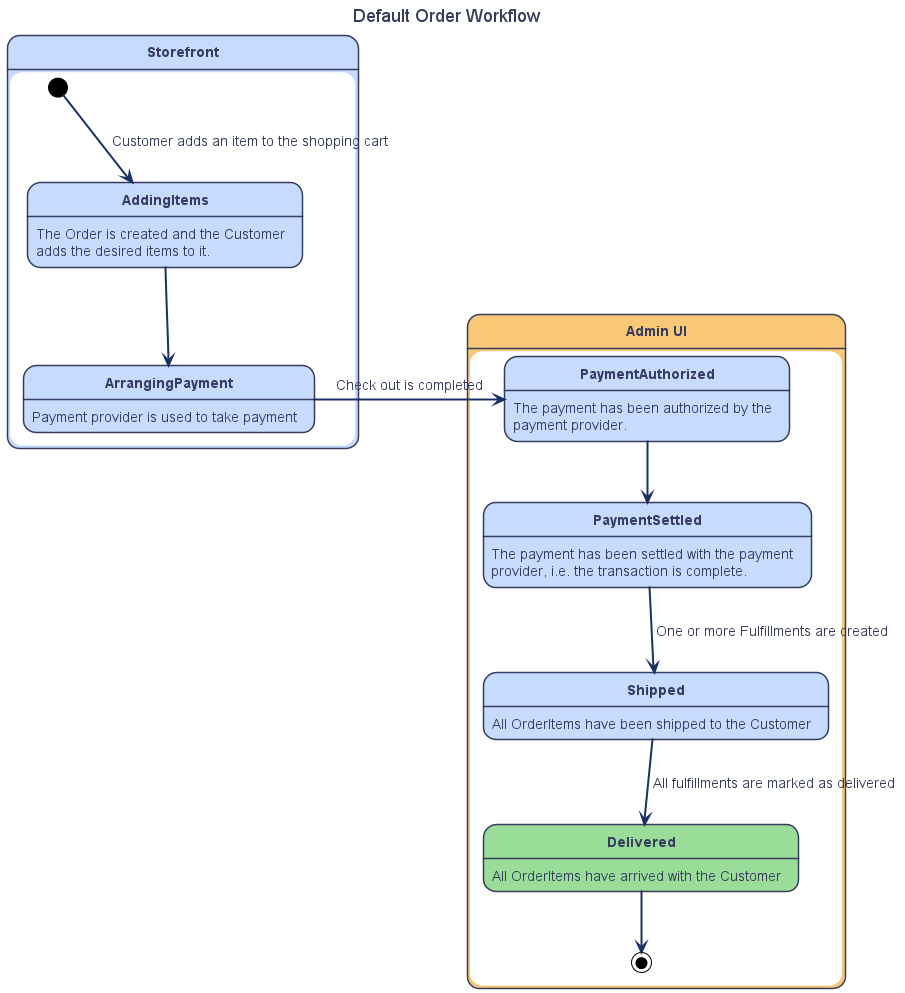 Default Order Workflow
Storefront
Customer adds an item to the shopping cart
AddingItems
The Order is created and the Customer
adds the desired items to it.
ArrangingPayment
Payment provider is used to take payment
Check out is completed
Admin UI
PaymentAuthorized
The payment has been authorized by the
payment provider.
PaymentSettled
The payment has been settled with the payment
provider, i.e. the transaction is complete.
One or more Fulfillments are created
Shipped
All OrderItems have been shipped to the Customer
All fulfillments are marked as delivered
Delivered
All OrderItems have arrived with the Customer